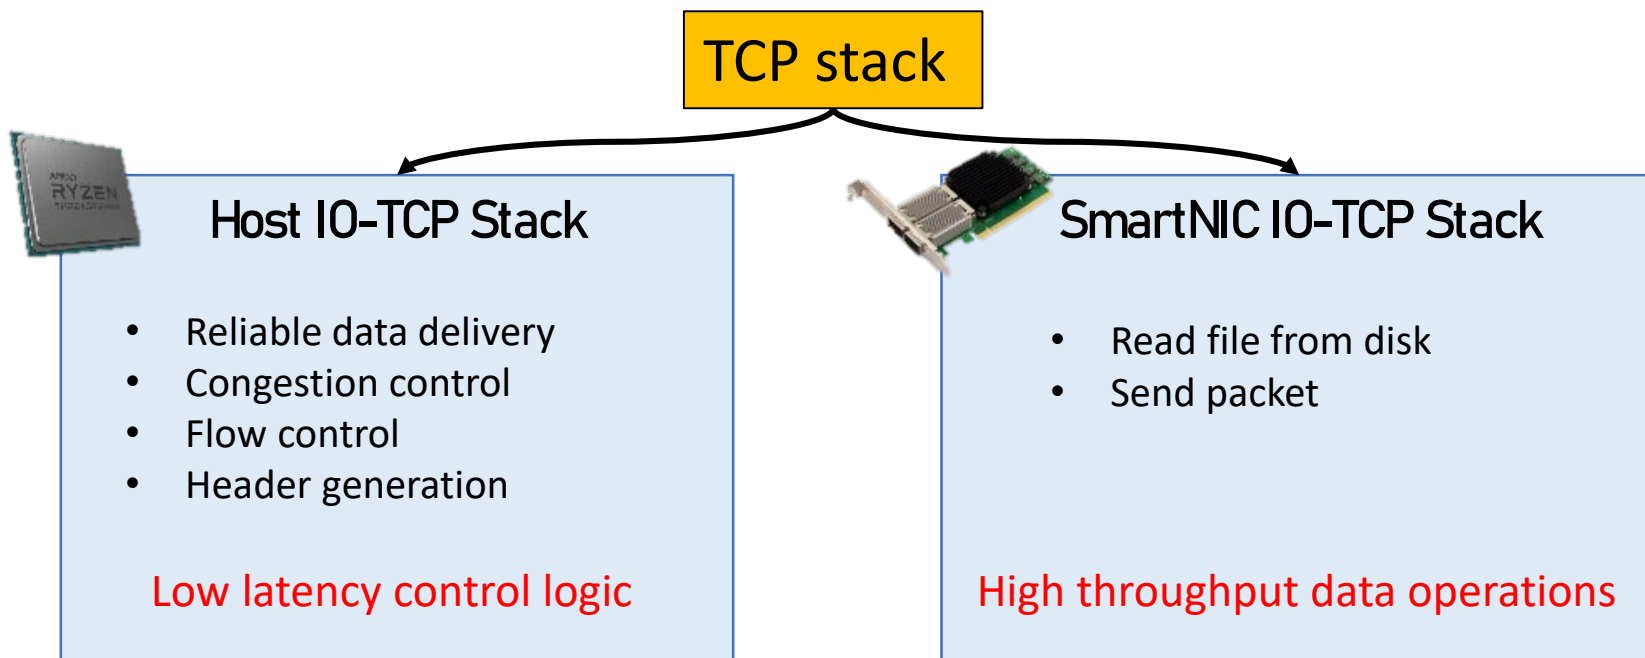 TCP stack
AMD
RYZEN
Host IO-TCP Stack
• Reliable data delivery
• Congestion control
• Flow control
• Header generation
Low latency control logic
SmartNIC IO-TCP Stack
• Read file from disk
• Send packet
High throughput data operations